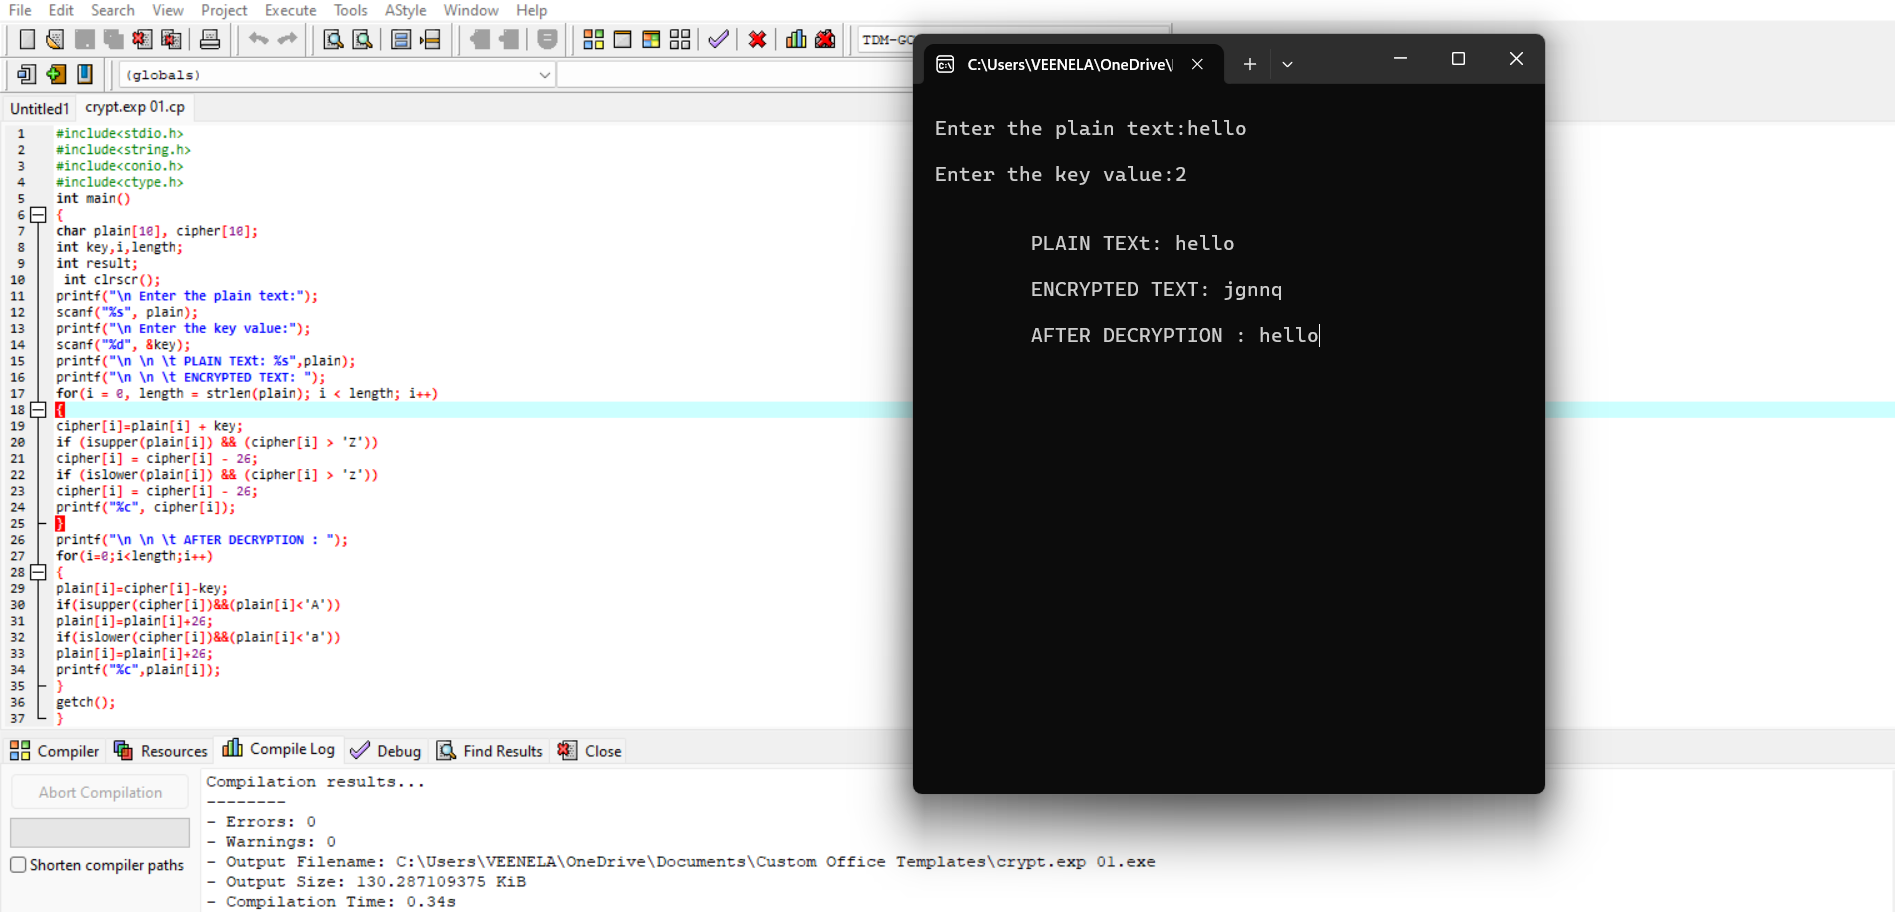 File Edit Search View Project Execute Tools AStyle Window Help
TDM-GC
(globals)
Untitled1 crypt.exp 01.cp
1 #include<stdio.h>
2 #include<string.h>
3 #include<conio.h>
4 #include<ctype.h>
5 int main()
6 {
7 char plain[10], cipher[10];
8 int key,i,length;
9 int result;
10 int clrscr();
11 printf("\n Enter the plain text:");
12 scanf("%s", plain);
13 printf("\n Enter the key value:");
14 scanf("%d", &key);
15 printf("\n \n \t PLAIN TEXt: %s",plain);
16 printf("\n \n \t ENCRYPTED TEXT: ");
17 for(i = 0, length = strlen(plain); i < length; i++)
18 {
19 cipher[i]=plain[i] + key;
20 if (isupper(plain[i]) && (cipher[i] > 'Z'))
21 cipher[i] = cipher[i] - 26;
22 if (islower(plain[i]) && (cipher[i] > 'z'))
23 cipher[i] = cipher[i] - 26;
24 printf("%c", cipher[i]);
25 }
26 printf("\n \n \t AFTER DECRYPTION : ");
27 for(i=0;i<length;i++)
28 {
29 plain[i]=cipher[i]-key;
30 if(isupper(cipher[i])&&(plain[i]<'A'))
31 plain[i]=plain[i]+26;
32 if(islower(cipher[i])&&(plain[i]<'a'))
33 plain[i]=plain[i]+26;
34 printf("%c",plain[i]);
35 }
36 getch();
37 }
C:\Users\VEENELA\OneDrive\
Enter the plain text:hello
Enter the key value:2
PLAIN TEXt: hello
ENCRYPTED TEXT: jgnnq
AFTER DECRYPTION : hello
Compiler Resources Compile Log Debug Find Results Close
Abort Compilation
Shorten compiler paths
Compilation results...
--------
- Errors: 0
- Warnings: 0
- Output Filename: C:\Users\VEENELA\OneDrive\Documents\Custom Office Templates\crypt.exp 01.exe
- Output Size: 130.287109375 KiB
- Compilation Time: 0.34s